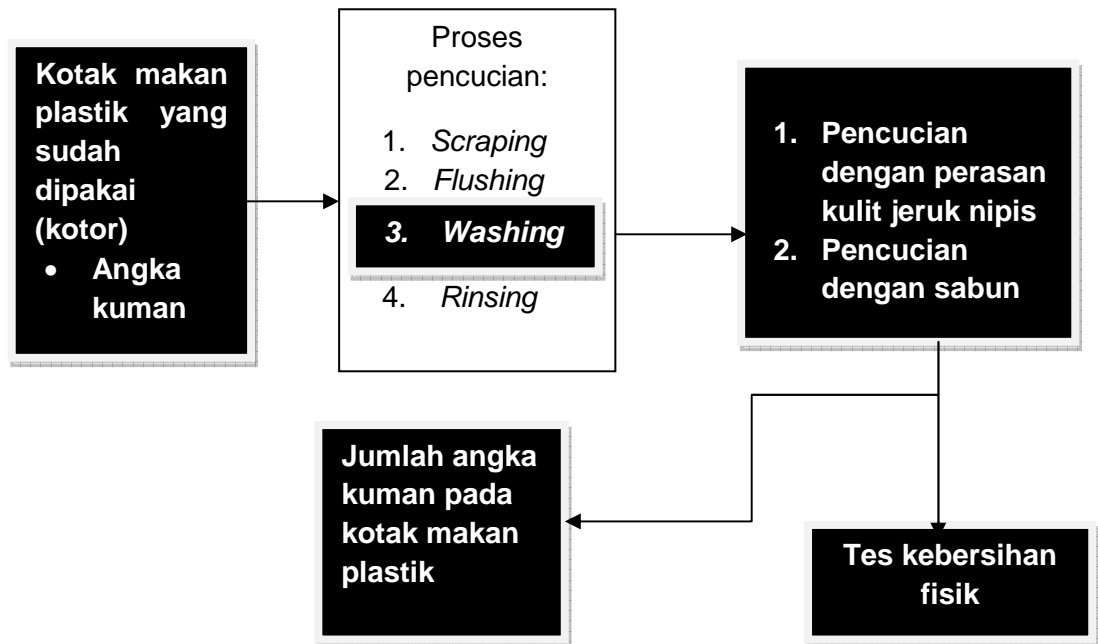 Kotak makan
plastik yang
sudah
dipakai
(kotor)
• Angka
kuman
Proses
pencucian:
1. Scraping
2. Flushing
3. Washing
4. Rinsing
1. Pencucian
dengan perasan
kulit jeruk nipis
2. Pencucian
dengan sabun
Jumlah angka
kuman pada
kotak makan
plastik
Tes kebersihan
fisik